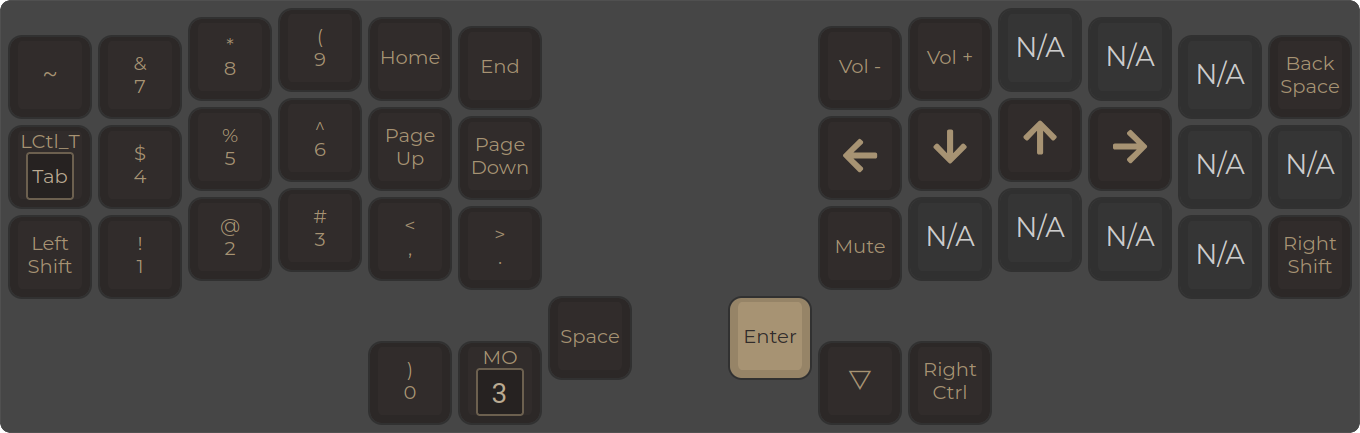 ~
&
7
*
8
(
9
Home
End
Vol -
Vol +
N/A
N/A
N/A
Back
Space
LCtl_T
Tab
$
4
%
5
^
6
Page
Up
Page
Down
←
↓
↑
→
N/A
N/A
Left
Shift
!
1
@
2
#
3
<
,
>
.
Mute
N/A
N/A
N/A
N/A
Right
Shift
)
0
MO
3
Space
Enter
▽
Right
Ctrl